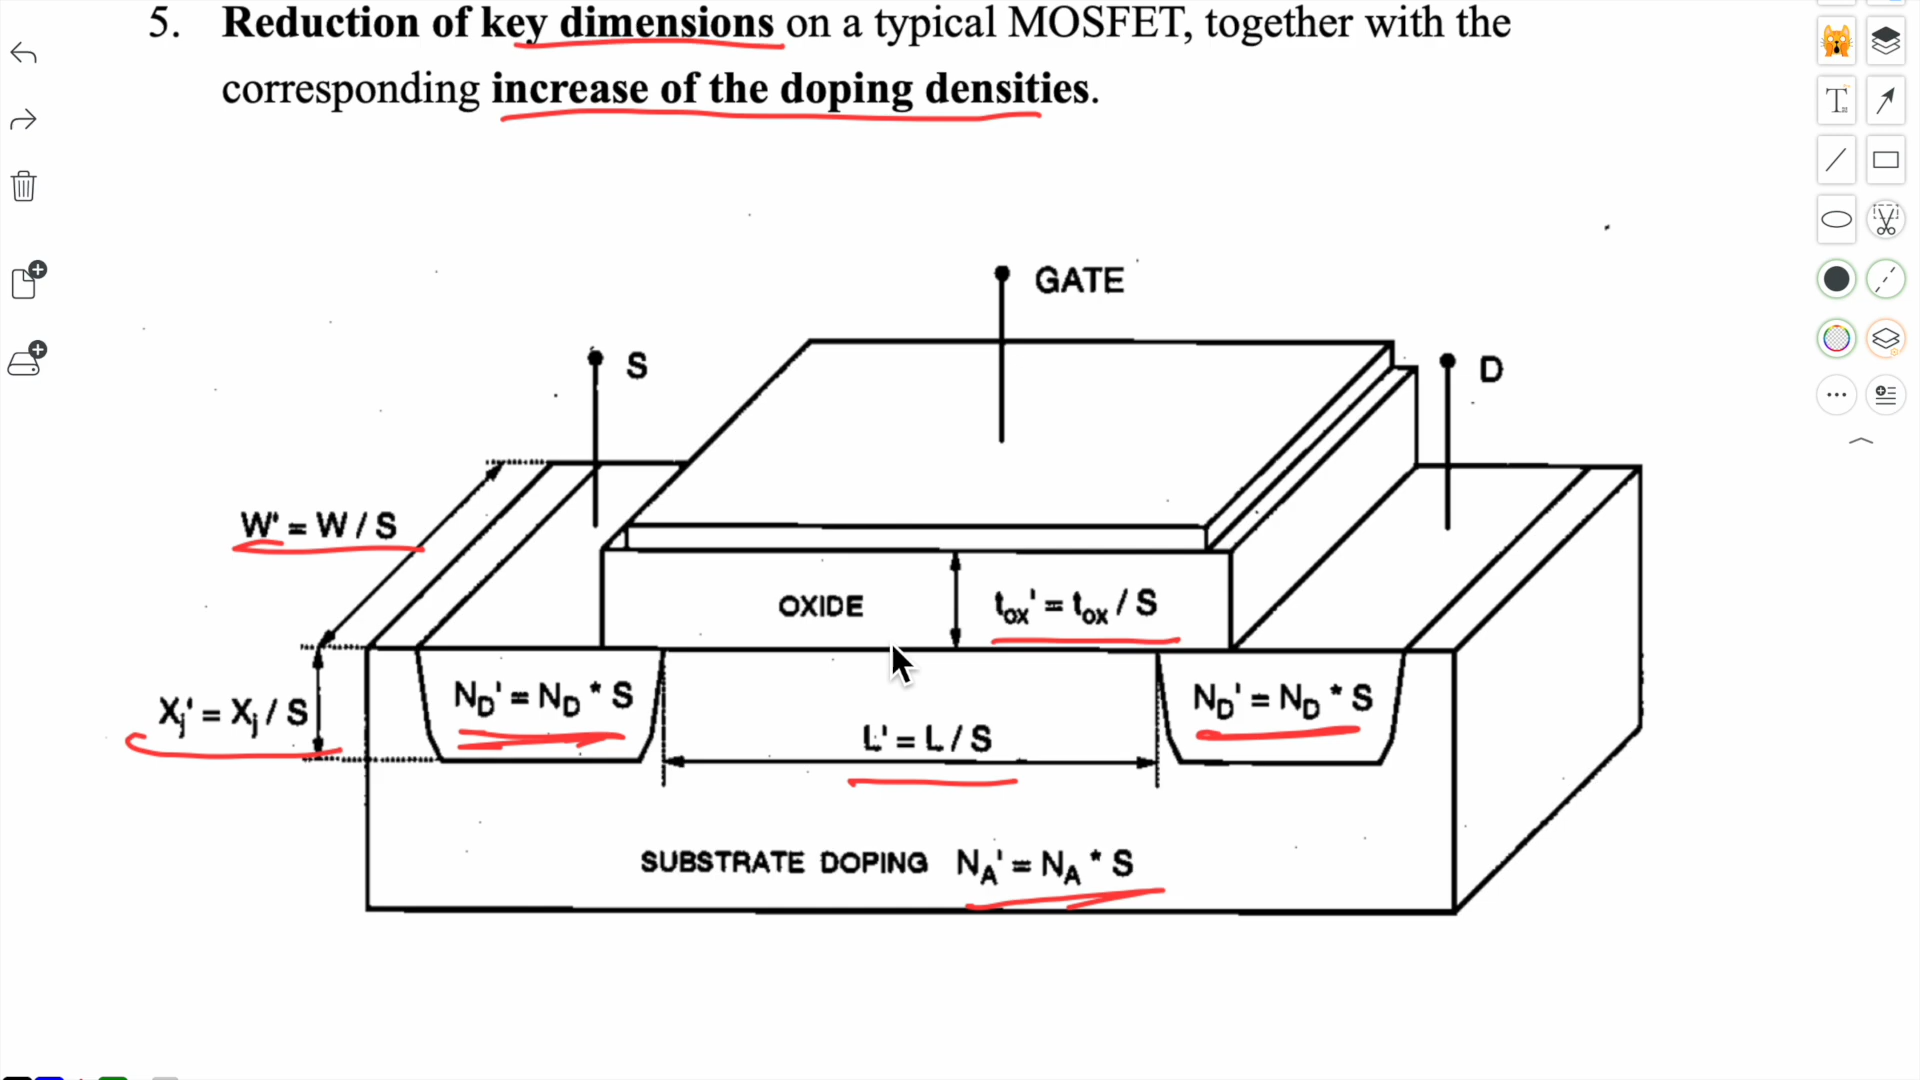 5. Reduction of key dimensions on a typical MOSFET, together with the
corresponding increase of the doping densities.
GATE
S
D
W' = W / S
OXIDE
tox' = tox / S
Xj' = Xj / S
ND' = ND * S
ND' = ND * S
L' = L / S
SUBSTRATE DOPING NA' = NA * S
T